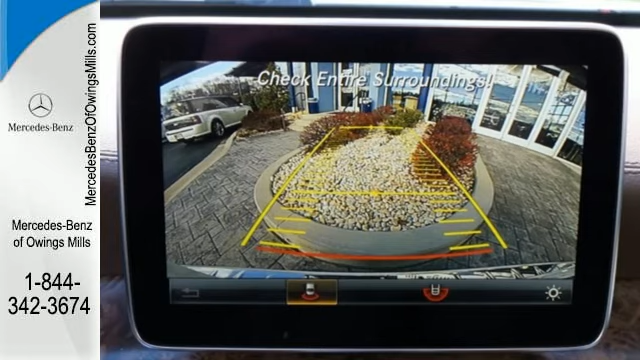 Mercedes-Benz
MercedesBenzOfOwingsMills.com
Mercedes-Benz
of Owings Mills
1-844-
342-3674
Check Entire Surroundings!